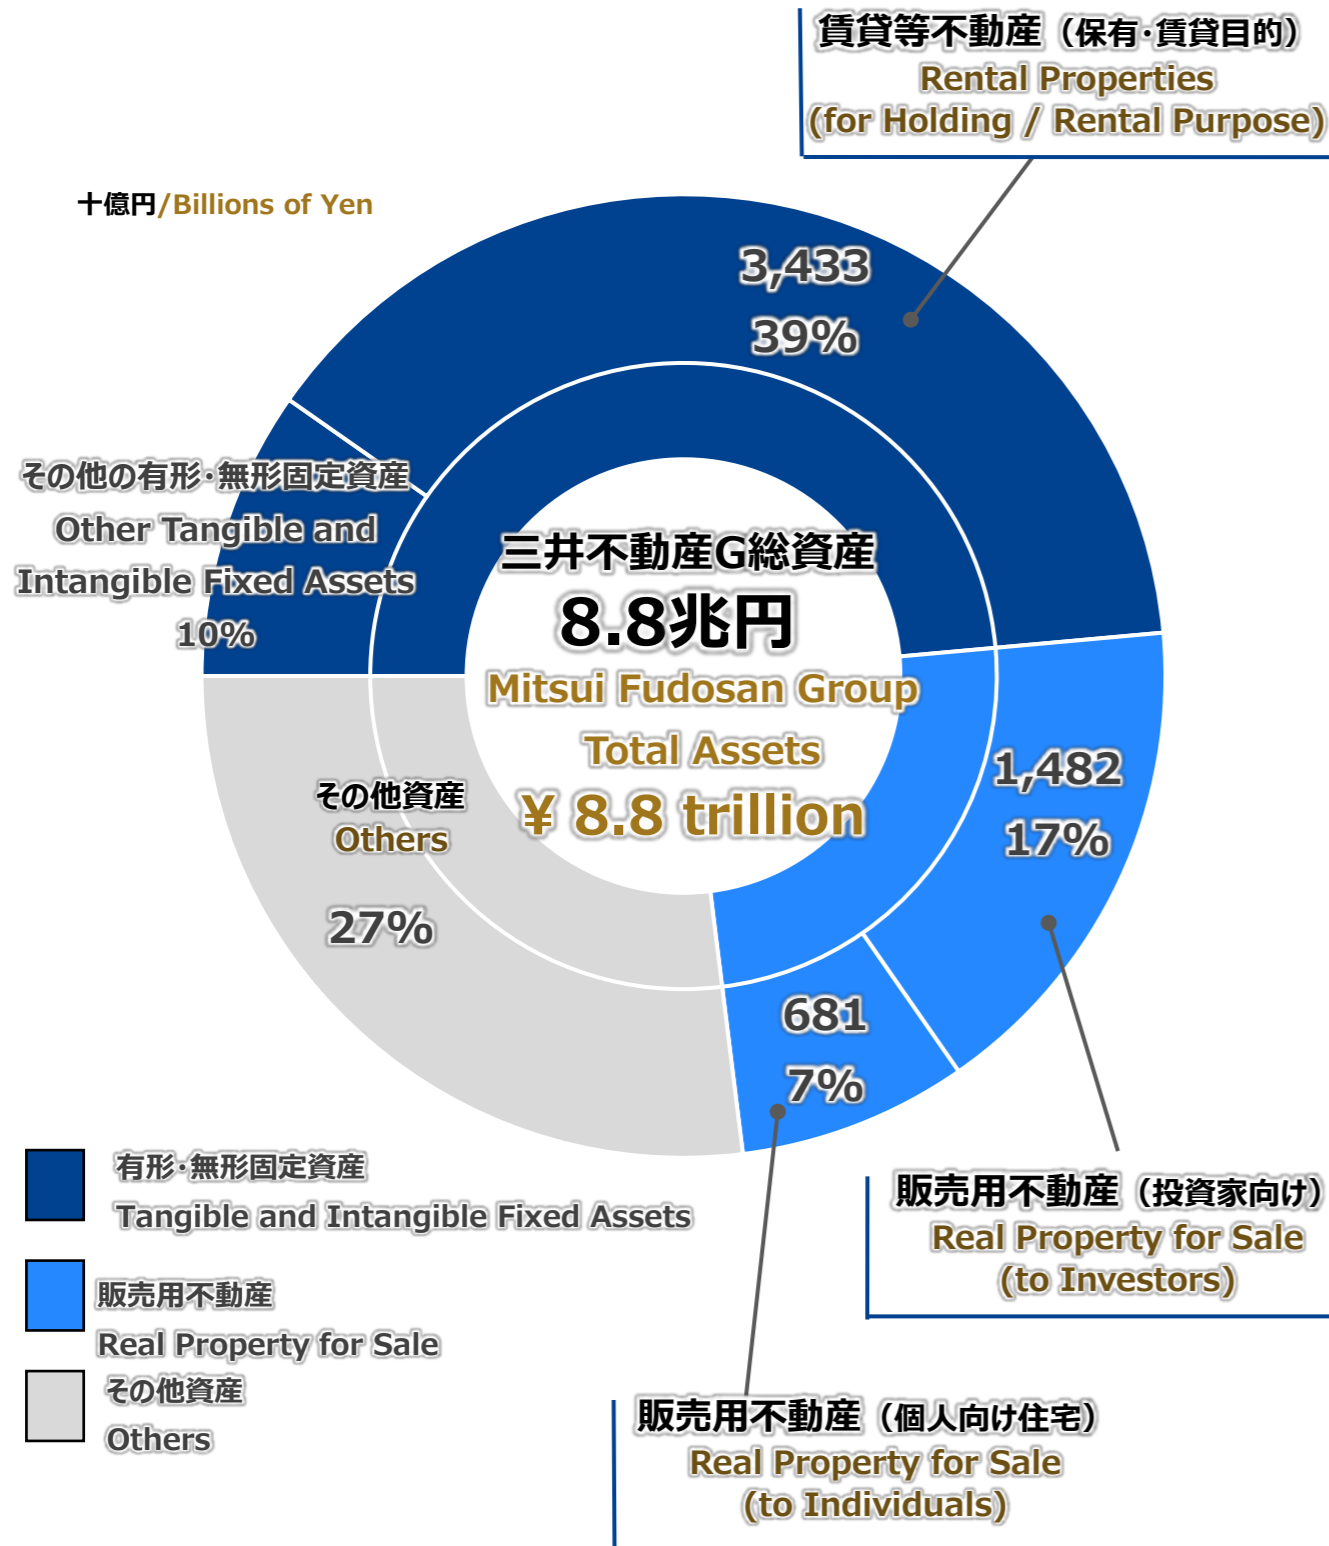 賃貸等不動産（保有･賃貸目的）
Rental Properties
(for Holding / Rental Purpose)
十億円/Billions of Yen
3,433
39%
その他の有形･無形固定資産
Other Tangible and
Intangible Fixed Assets
10%
三井不動産G総資産
8.8兆円
Mitsui Fudosan Group
Total Assets
¥ 8.8 trillion
1,482
17%
その他資産
Others
27%
681
7%
有形･無形固定資産
Tangible and Intangible Fixed Assets
販売用不動産
Real Property for Sale
その他資産
Others
販売用不動産（投資家向け）
Real Property for Sale
(to Investors)
販売用不動産（個人向け住宅）
Real Property for Sale
(to Individuals)